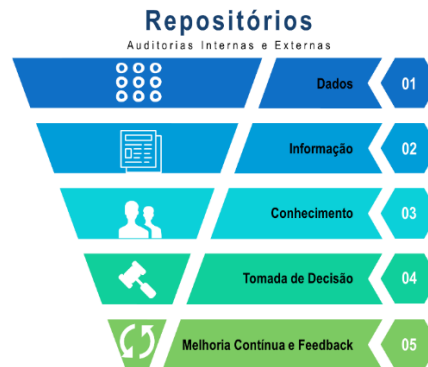 Repositórios
Auditorias Internas e Externas
Dados 01
Informação 02
Conhecimento 03
Tomada de Decisão 04
Melhoria Contínua e Feedback 05